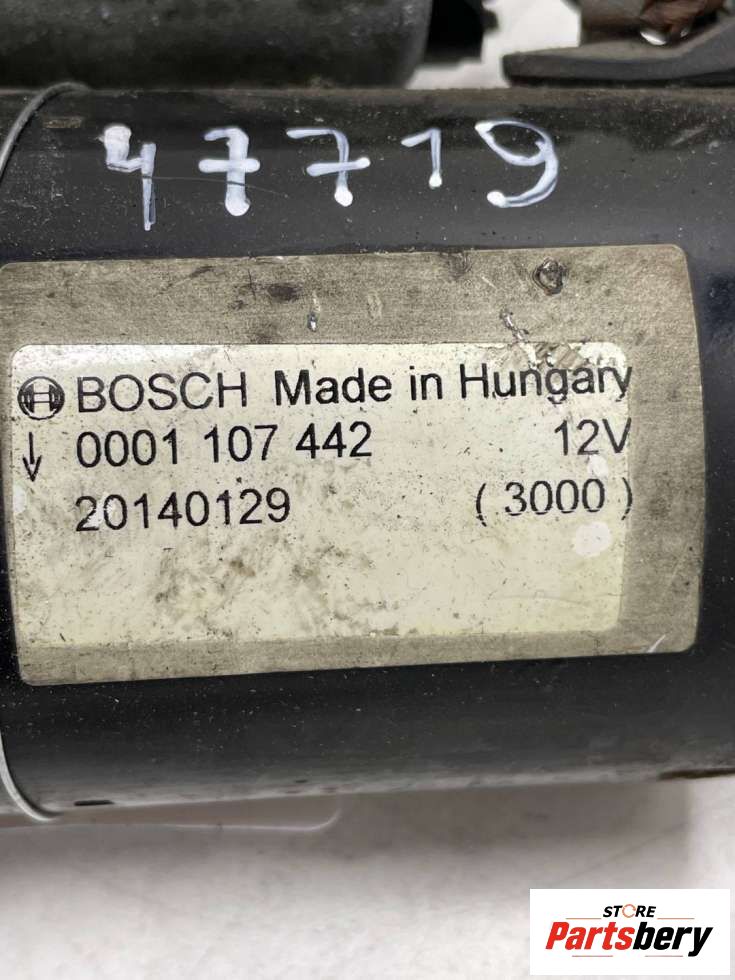 47719
BOSCH Made in Hungary
0001 107 442 12V
20140129 (3000)
STORE
Partsbery